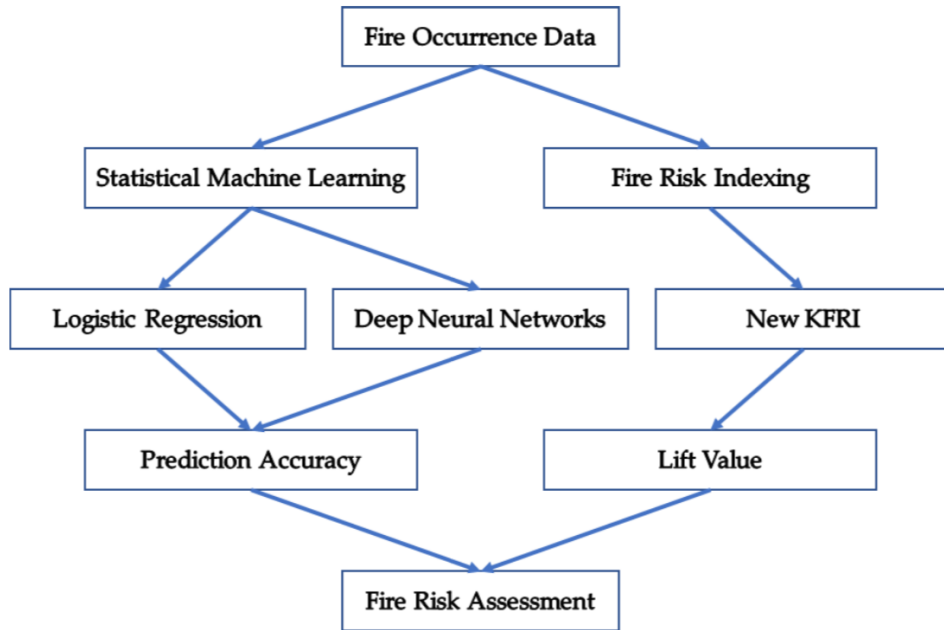 Fire Occurrence Data
Statistical Machine Learning
Fire Risk Indexing
Logistic Regression
Deep Neural Networks
New KFRI
Prediction Accuracy
Lift Value
Fire Risk Assessment